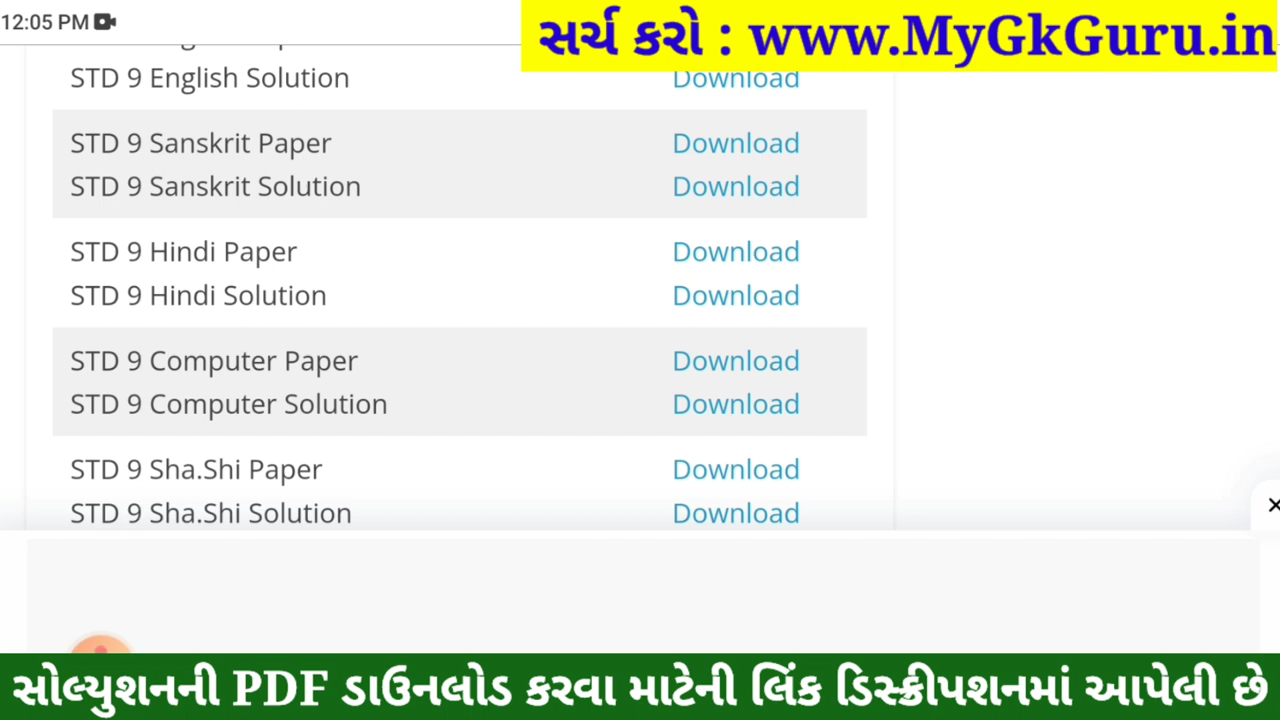 12:05 PM
સર્ચ કરો : www.MyGkGuru.in
STD 9 English Solution Download
STD 9 Sanskrit Paper Download
STD 9 Sanskrit Solution Download
STD 9 Hindi Paper Download
STD 9 Hindi Solution Download
STD 9 Computer Paper Download
STD 9 Computer Solution Download
STD 9 Sha.Shi Paper Download
STD 9 Sha.Shi Solution Download
સોલ્યુશનની PDF ડાઉનલોડ કરવા માટેની લિંક ડિસ્ક્રીપશનમાં આપેલી છે